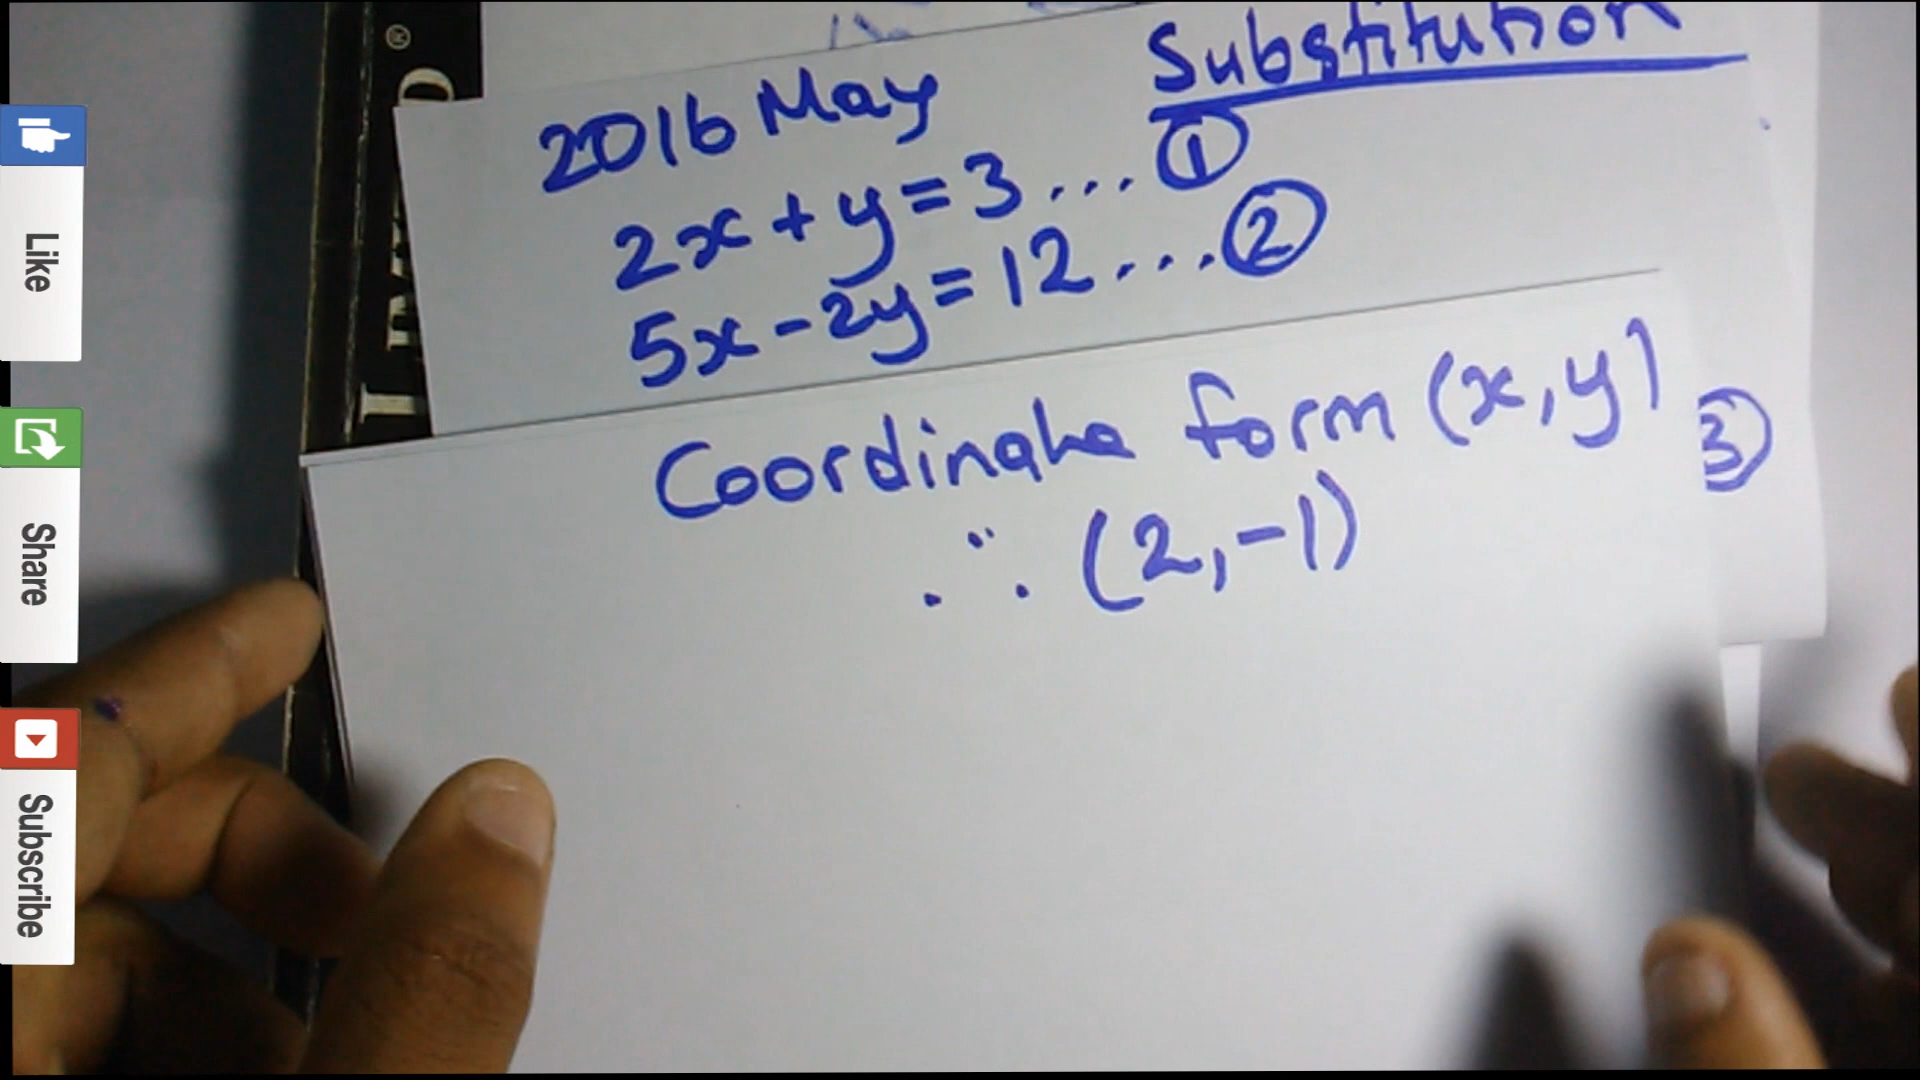 Substitution
2016 May
2x + y = 3 ... ①
5x - 2y = 12 ... ②
Coordinate form (x, y)
3
∴ (2, -1)
Like
Share
Subscribe